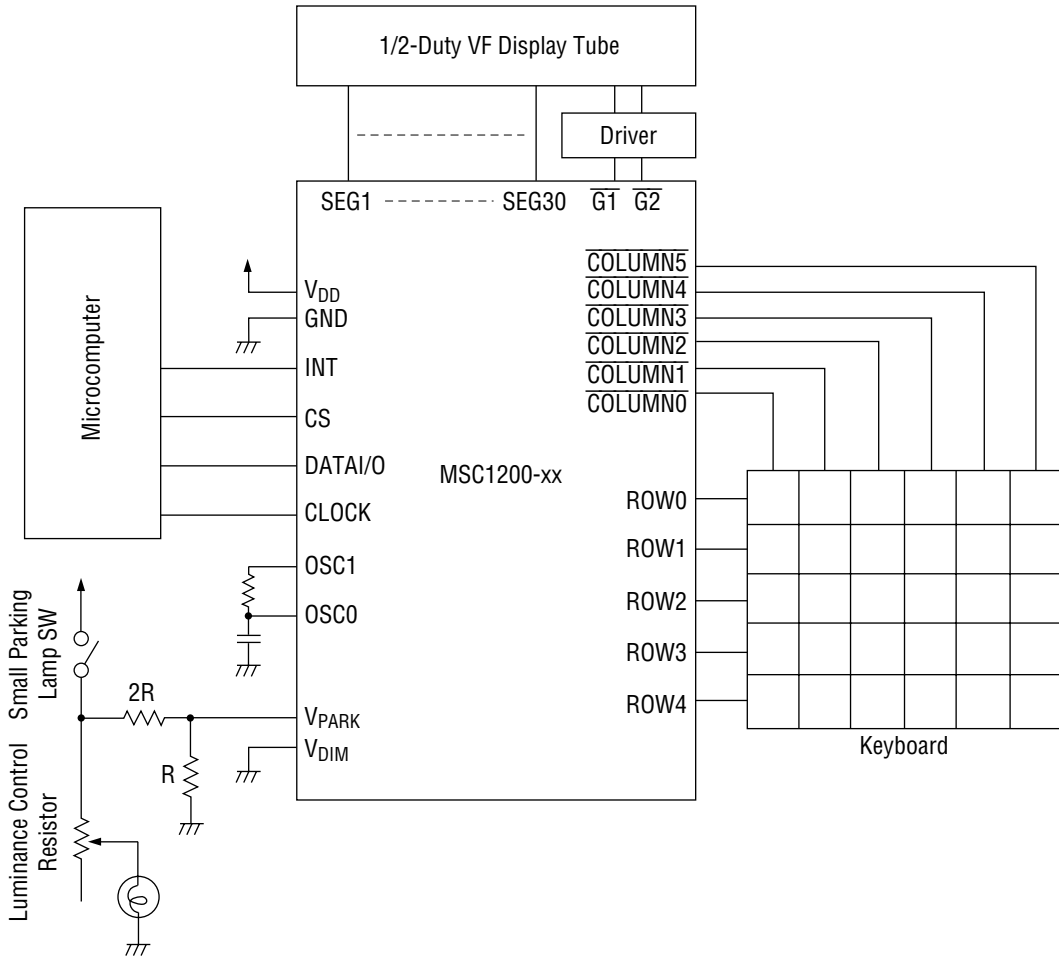 1/2-Duty VF Display Tube
Driver
SEG1
SEG30
G1
G2
Microcomputer
VDD
GND
INT
CS
DATAI/O
CLOCK
OSC1
OSC0
VPARK
VDIM
MSC1200-xx
COLUMN5
COLUMN4
COLUMN3
COLUMN2
COLUMN1
COLUMN0
ROW0
ROW1
ROW2
ROW3
ROW4
Keyboard
Small Parking
Lamp SW
2R
R
Luminance Control
Resistor